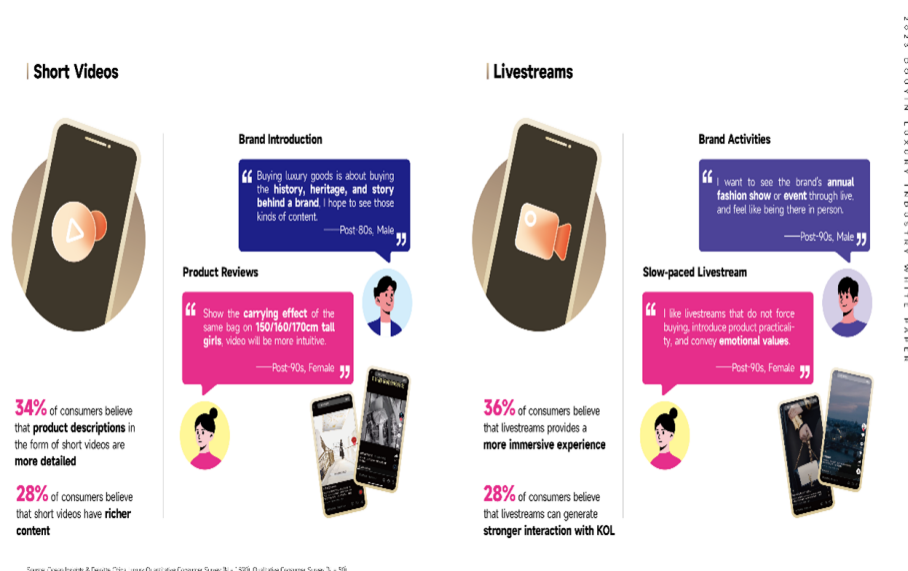 Short Videos
Brand Introduction
“ Buying luxury goods is about buying
the history, heritage, and story
behind a brand. I hope to see those
kinds of content.
——Post-80s, Male ”
Product Reviews
“ Show the carrying effect of the
same bag on 150/160/170cm tall
girls, video will be more intuitive.
——Post-90s, Female ”
34% of consumers believe
that product descriptions in
the form of short videos are
more detailed
28% of consumers believe
that short videos have richer
content
Livestreams
Brand Activities
“ I want to see the brand's annual
fashion show or event through live,
and feel like being there in person.
——Post-90s, Male ”
Slow-paced Livestream
“ I like livestreams that do not force
buying, introduce product practicali-
ty, and convey emotional values.
——Post-90s, Female ”
36% of consumers believe
that livestreams provides a
more immersive experience
28% of consumers believe
that livestreams can generate
stronger interaction with KOL
2023 DOUYIN LUXURY INDUSTRY WHITE PAPER